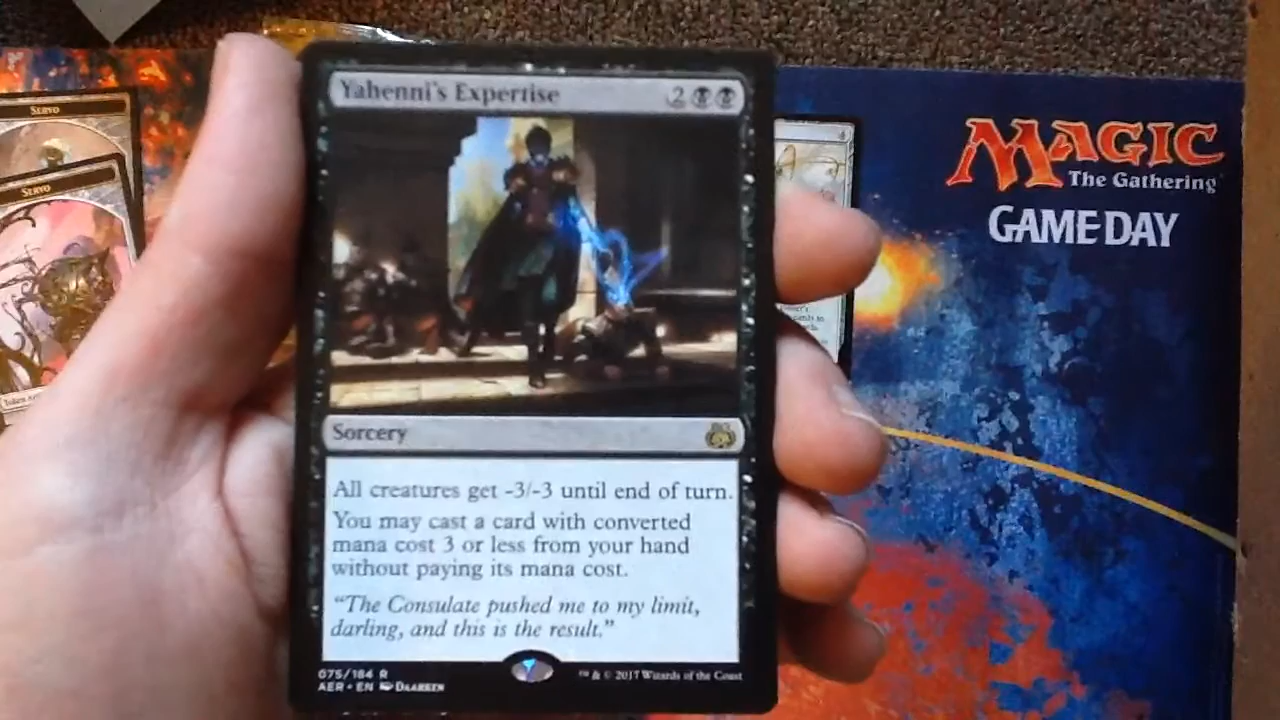 Servo
Servo
Yahenni's Expertise 2
Sorcery
All creatures get -3/-3 until end of turn.
You may cast a card with converted
mana cost 3 or less from your hand
without paying its mana cost.
"The Consulate pushed me to my limit,
darling, and this is the result."
075/184 R
AER • EN Daarken
™ & © 2017 Wizards of the Coast
Magic
The Gathering
GAME DAY